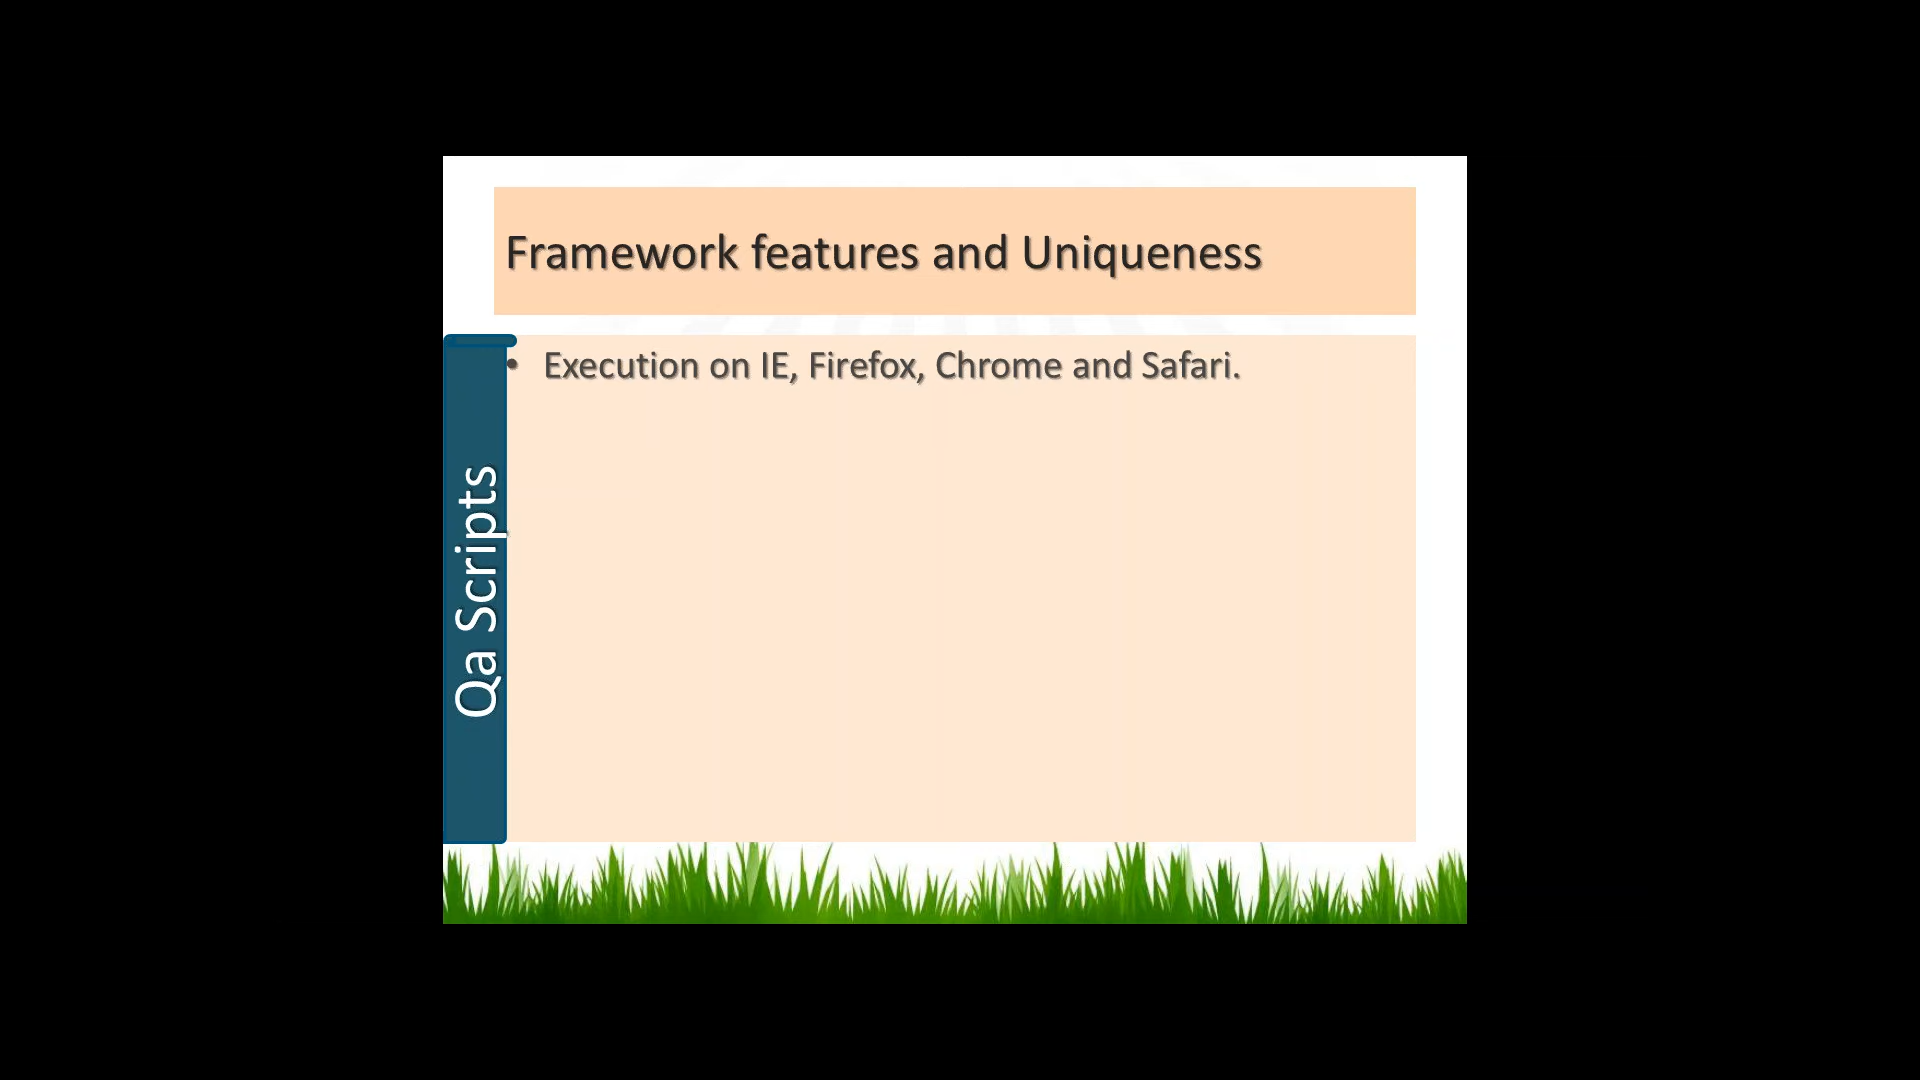 Framework features and Uniqueness
• Execution on IE, Firefox, Chrome and Safari.
Qa Scripts